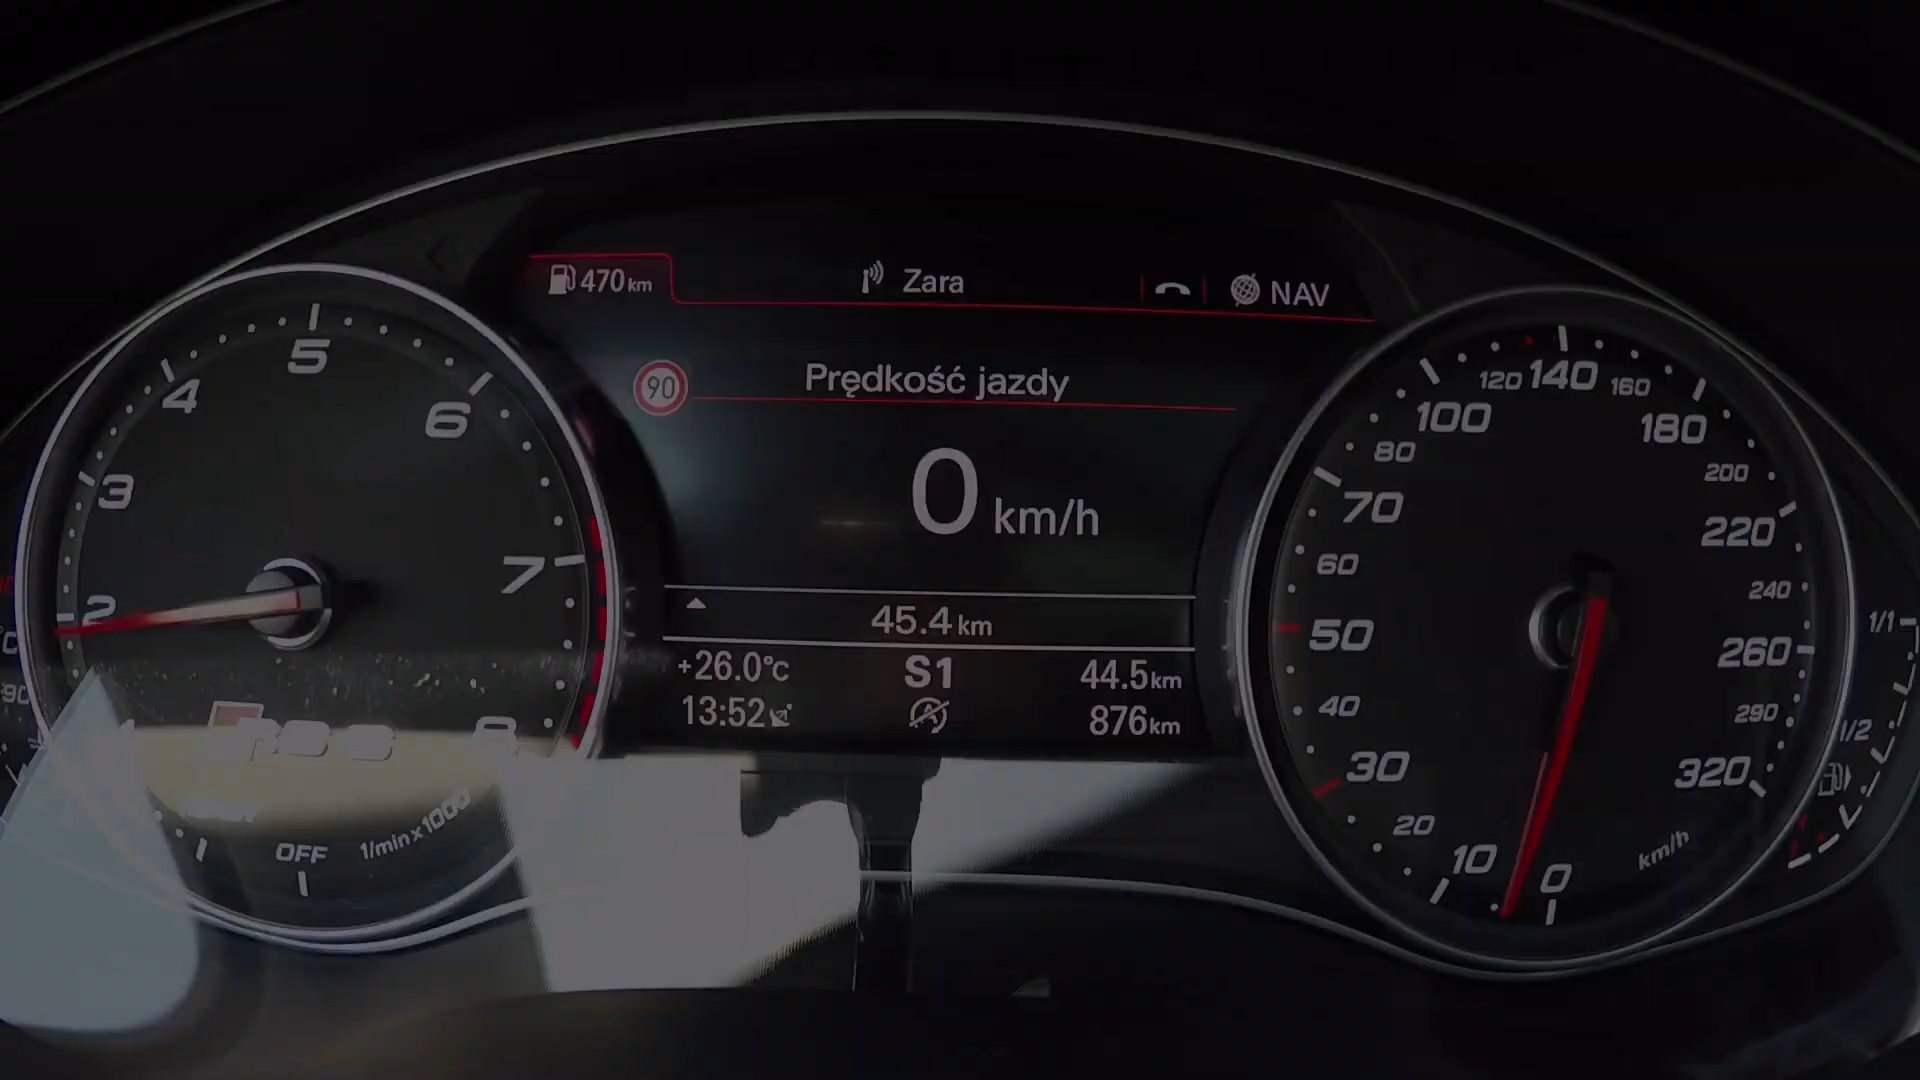 470 km
Zara
NAV
90
Prędkość jazdy
0 km/h
45.4 km
+26.0°C
S1
44.5 km
13:52
876 km
2
3
4
5
6
7
8
OFF
1/min x 1000
0
10
20
30
40
50
60
70
80
100
120
140
160
180
200
220
240
260
290
320
km/h
1/1
1/2
90